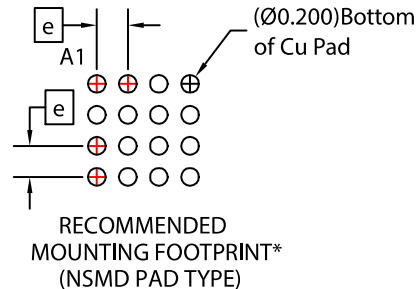 e
(Ø0.200)Bottom
of Cu Pad
A1
e
RECOMMENDED
MOUNTING FOOTPRINT*
(NSMD PAD TYPE)